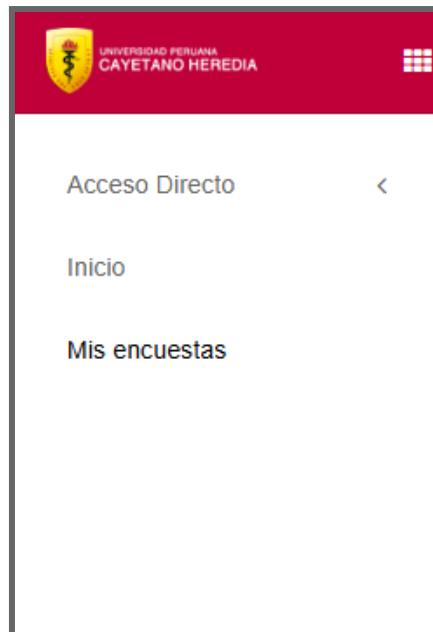 UNIVERSIDAD PERUANA
CAYETANO HEREDIA
Acceso Directo
Inicio
Mis encuestas